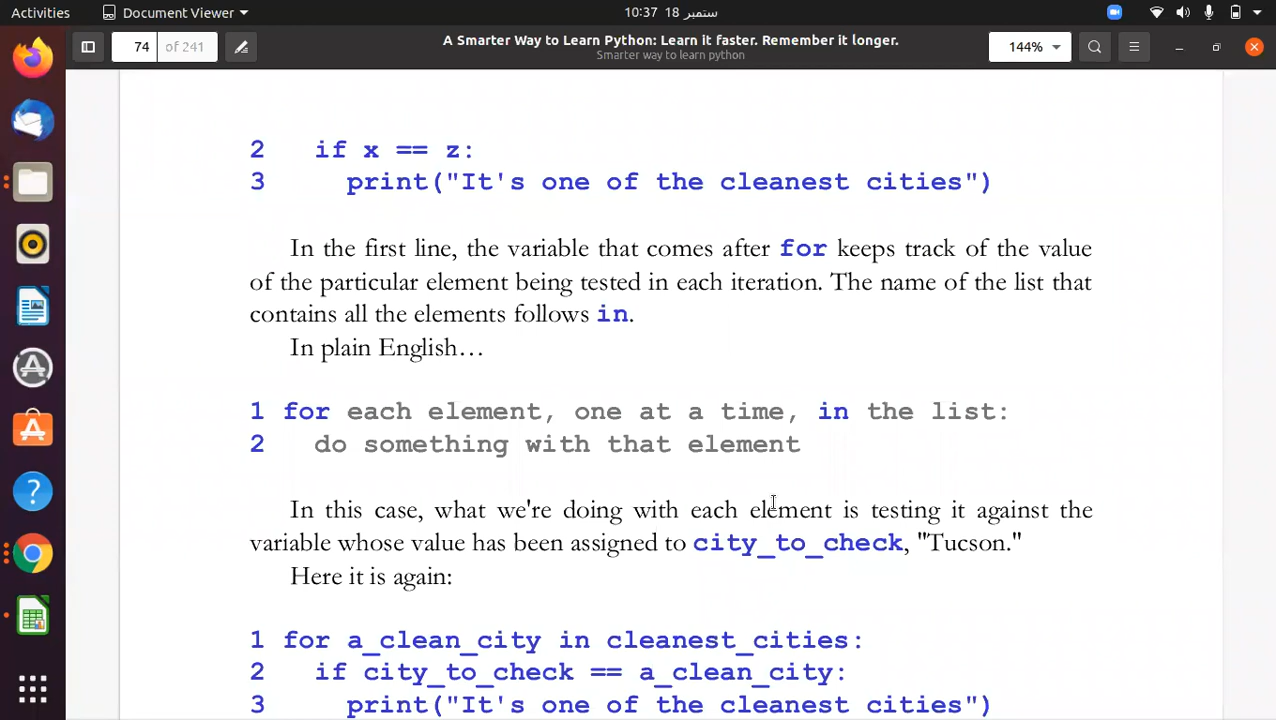 Activities
Document Viewer
10:37 ستمبر 18
74 of 241
A Smarter Way to Learn Python: Learn it faster. Remember it longer.
Smarter way to learn python
144%
2 if x == z:
3 print("It's one of the cleanest cities")
In the first line, the variable that comes after for keeps track of the value
of the particular element being tested in each iteration. The name of the list that
contains all the elements follows in.
In plain English…
1 for each element, one at a time, in the list:
2 do something with that element
In this case, what we're doing with each element is testing it against the
variable whose value has been assigned to city_to_check, "Tucson."
Here it is again:
1 for a_clean_city in cleanest_cities:
2 if city_to_check == a_clean_city:
3 print("It's one of the cleanest cities")